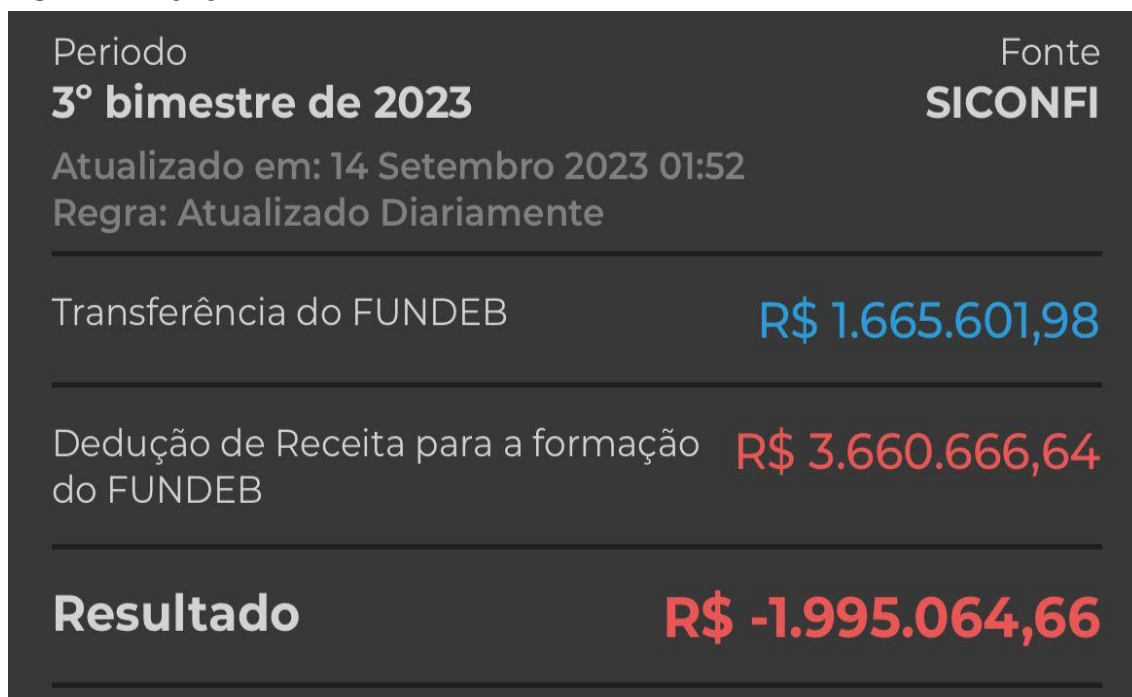 Periodo
Fonte
3º bimestre de 2023
SICONFI
Atualizado em: 14 Setembro 2023 01:52
Regra: Atualizado Diariamente
Transferência do FUNDEB
R$ 1.665.601,98
Dedução de Receita para a formação
do FUNDEB
R$ 3.660.666,64
Resultado
R$ -1.995.064,66